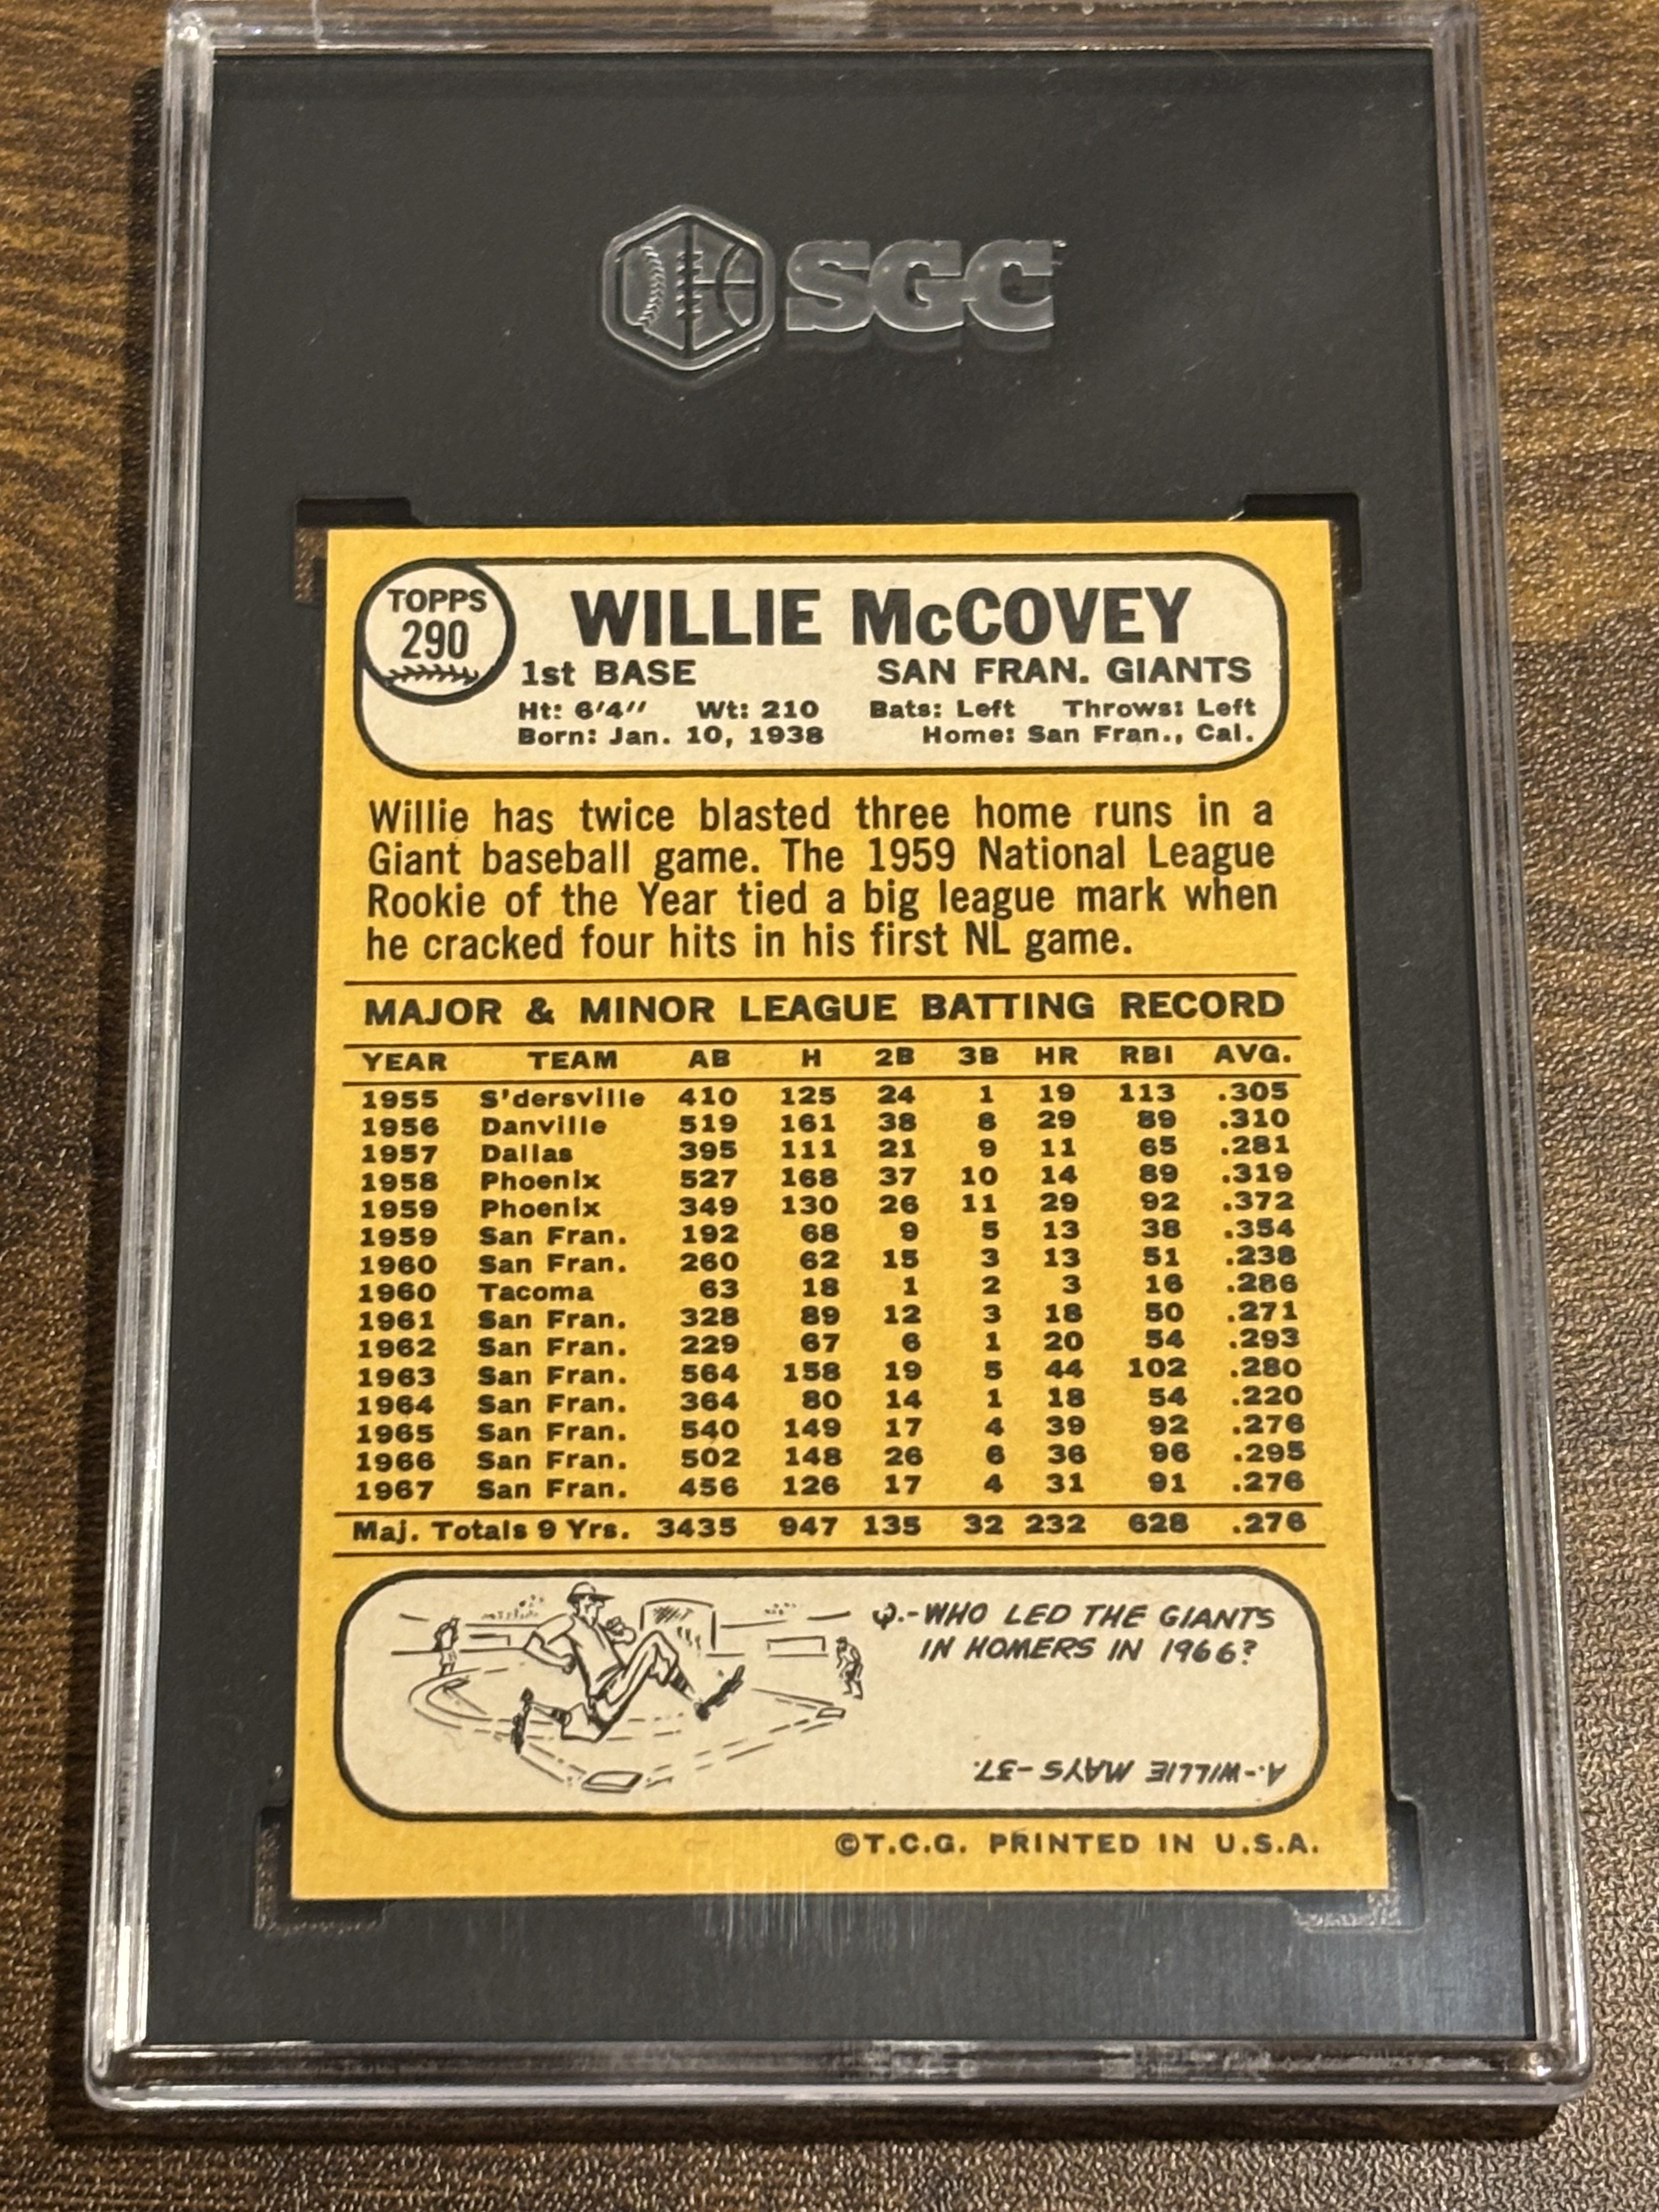 SGC
TOPPS
290
WILLIE McCOVEY
1st BASE SAN FRAN. GIANTS
Ht: 6'4" Wt: 210 Bats: Left Throws: Left
Born: Jan. 10, 1938 Home: San Fran., Cal.
Willie has twice blasted three home runs in a
Giant baseball game. The 1959 National League
Rookie of the Year tied a big league mark when
he cracked four hits in his first NL game.
MAJOR & MINOR LEAGUE BATTING RECORD
YEAR TEAM AB H 2B 3B HR RBI AVG.
1955 S'dersville 410 125 24 1 19 113 .305
1956 Danville 519 161 38 8 29 89 .310
1957 Dallas 395 111 21 9 11 65 .281
1958 Phoenix 527 168 37 10 14 89 .319
1959 Phoenix 349 130 26 11 29 92 .372
1959 San Fran. 192 68 9 5 13 38 .354
1960 San Fran. 260 62 15 3 13 51 .238
1960 Tacoma 63 18 1 2 3 16 .286
1961 San Fran. 328 89 12 3 18 50 .271
1962 San Fran. 229 67 6 1 20 54 .293
1963 San Fran. 564 158 19 5 44 102 .280
1964 San Fran. 364 80 14 1 18 54 .220
1965 San Fran. 540 149 17 4 39 92 .276
1966 San Fran. 502 148 26 6 36 96 .295
1967 San Fran. 456 126 17 4 31 91 .276
Maj. Totals 9 Yrs. 3435 947 135 32 232 628 .276
Q.-WHO LED THE GIANTS
IN HOMERS IN 1966?
A.-WILLIE MAYS-37.
©T.C.G. PRINTED IN U.S.A.